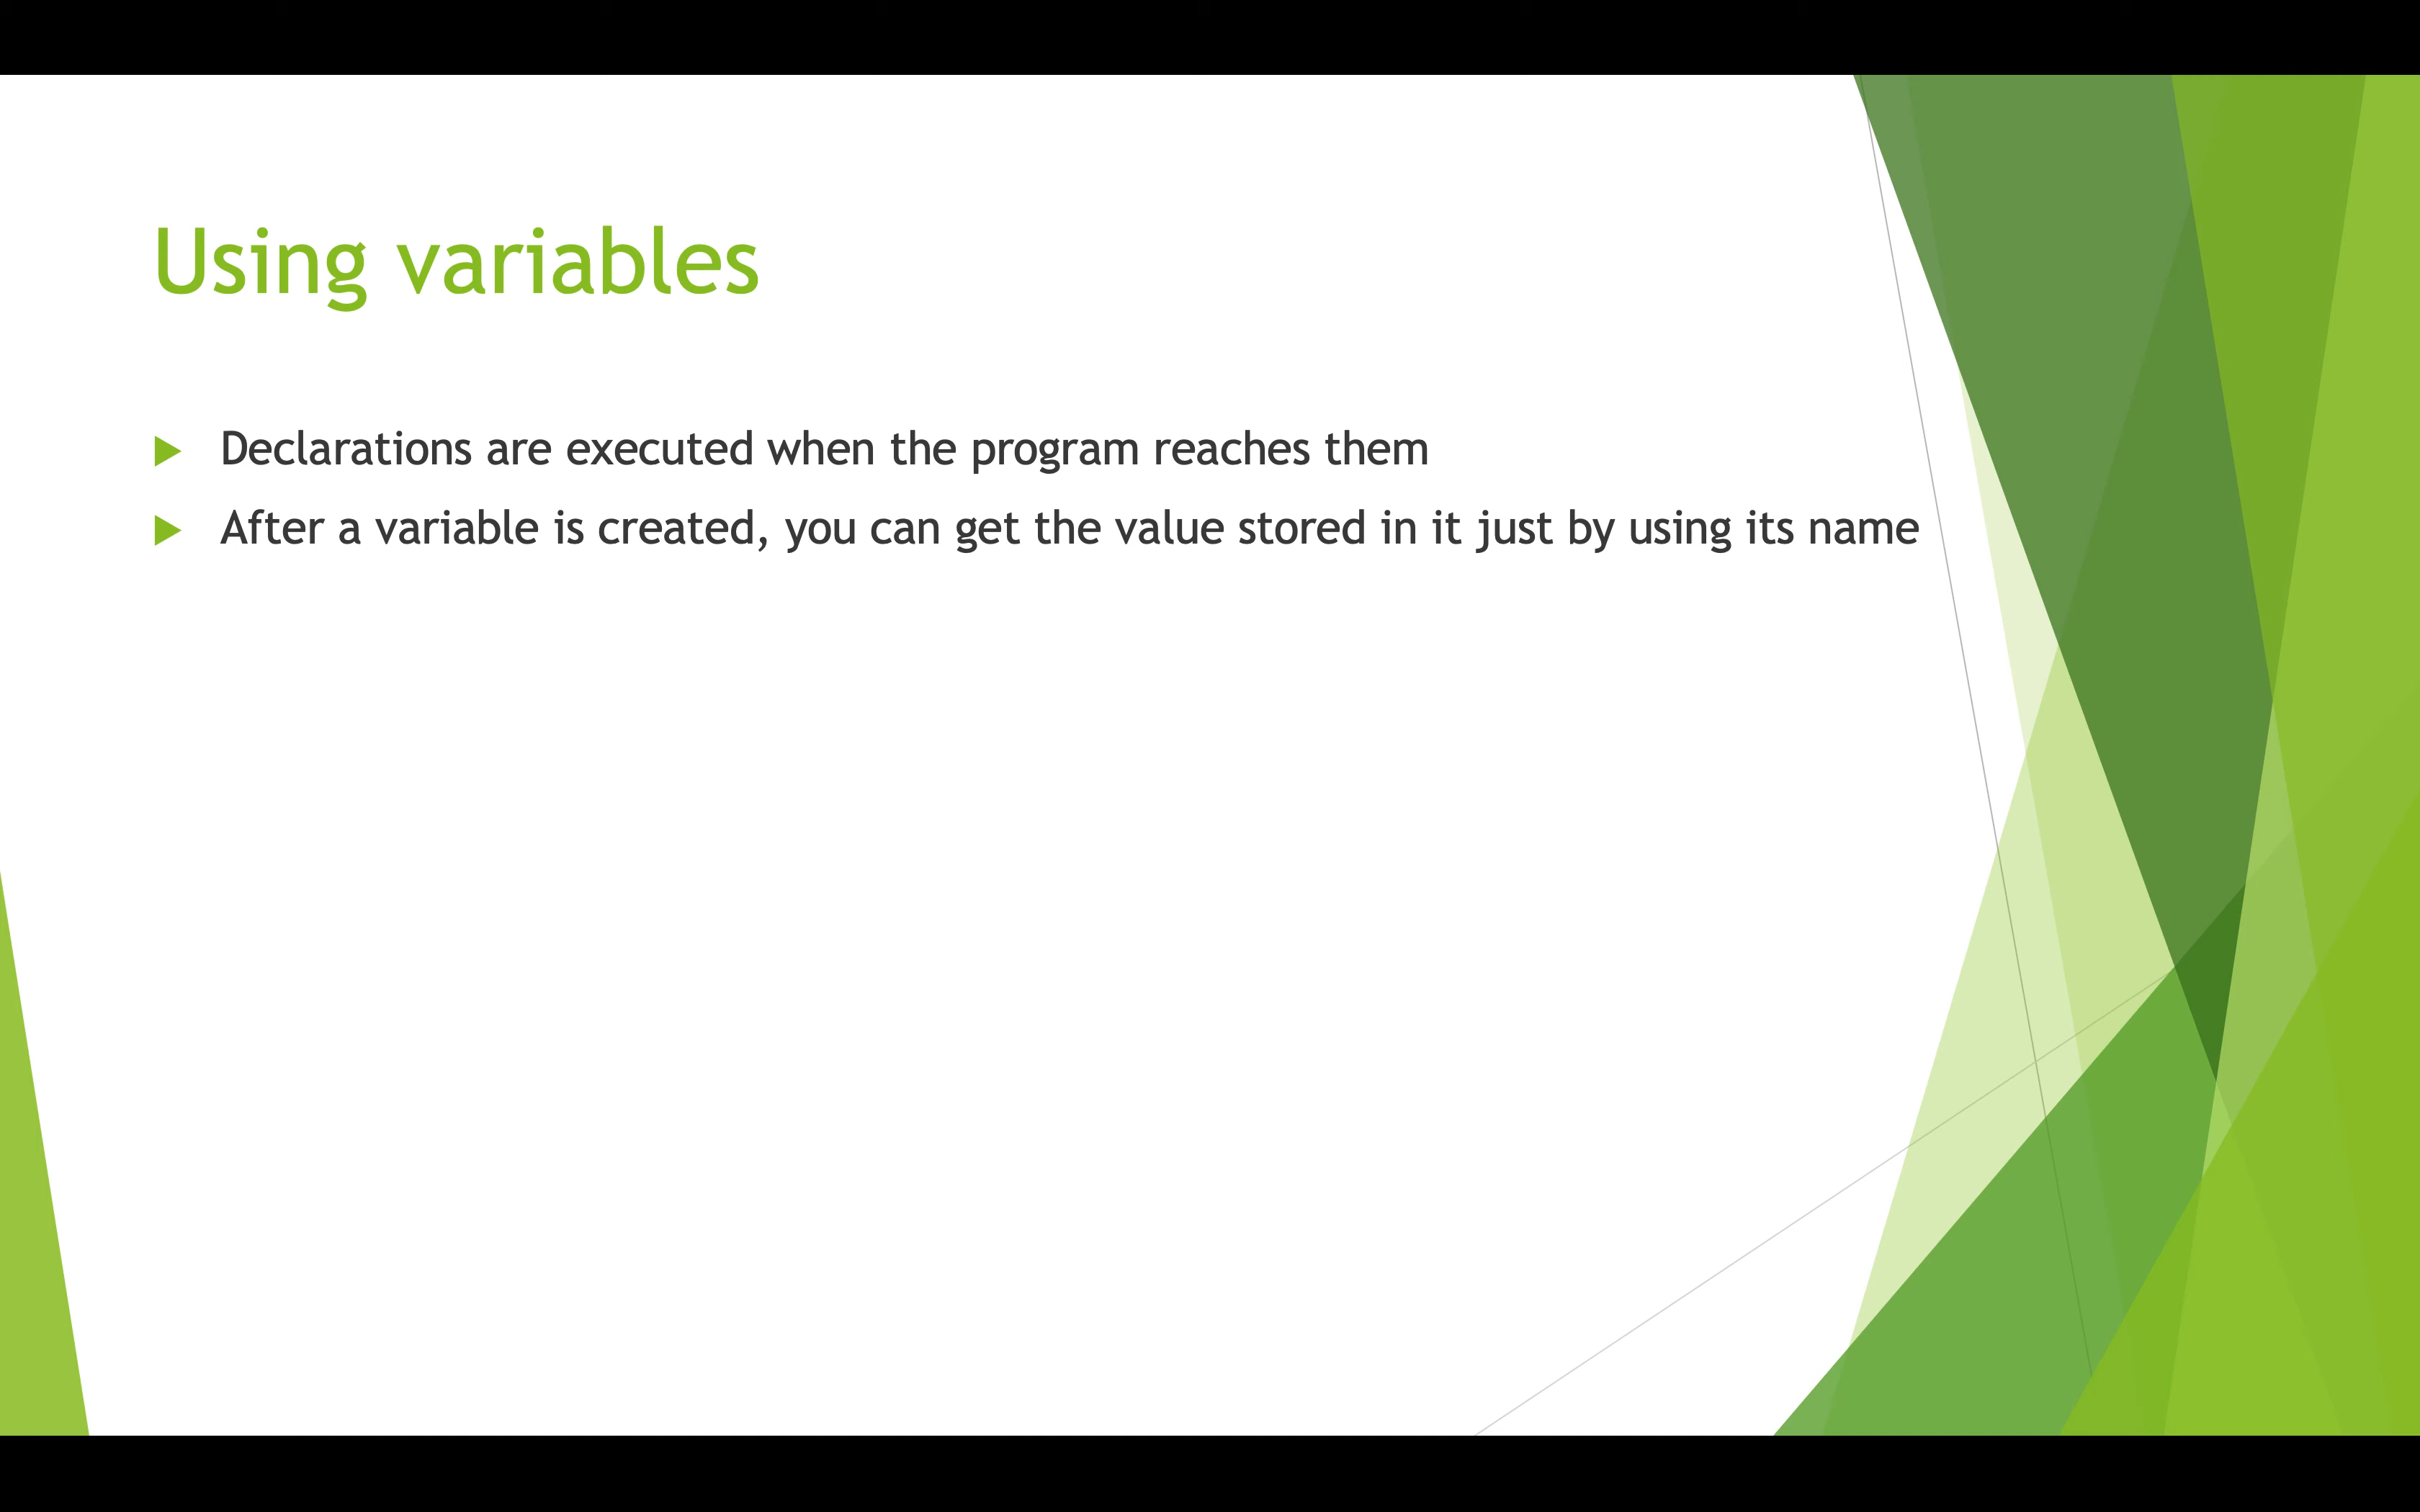 Using variables
Declarations are executed when the program reaches them
After a variable is created, you can get the value stored in it just by using its name